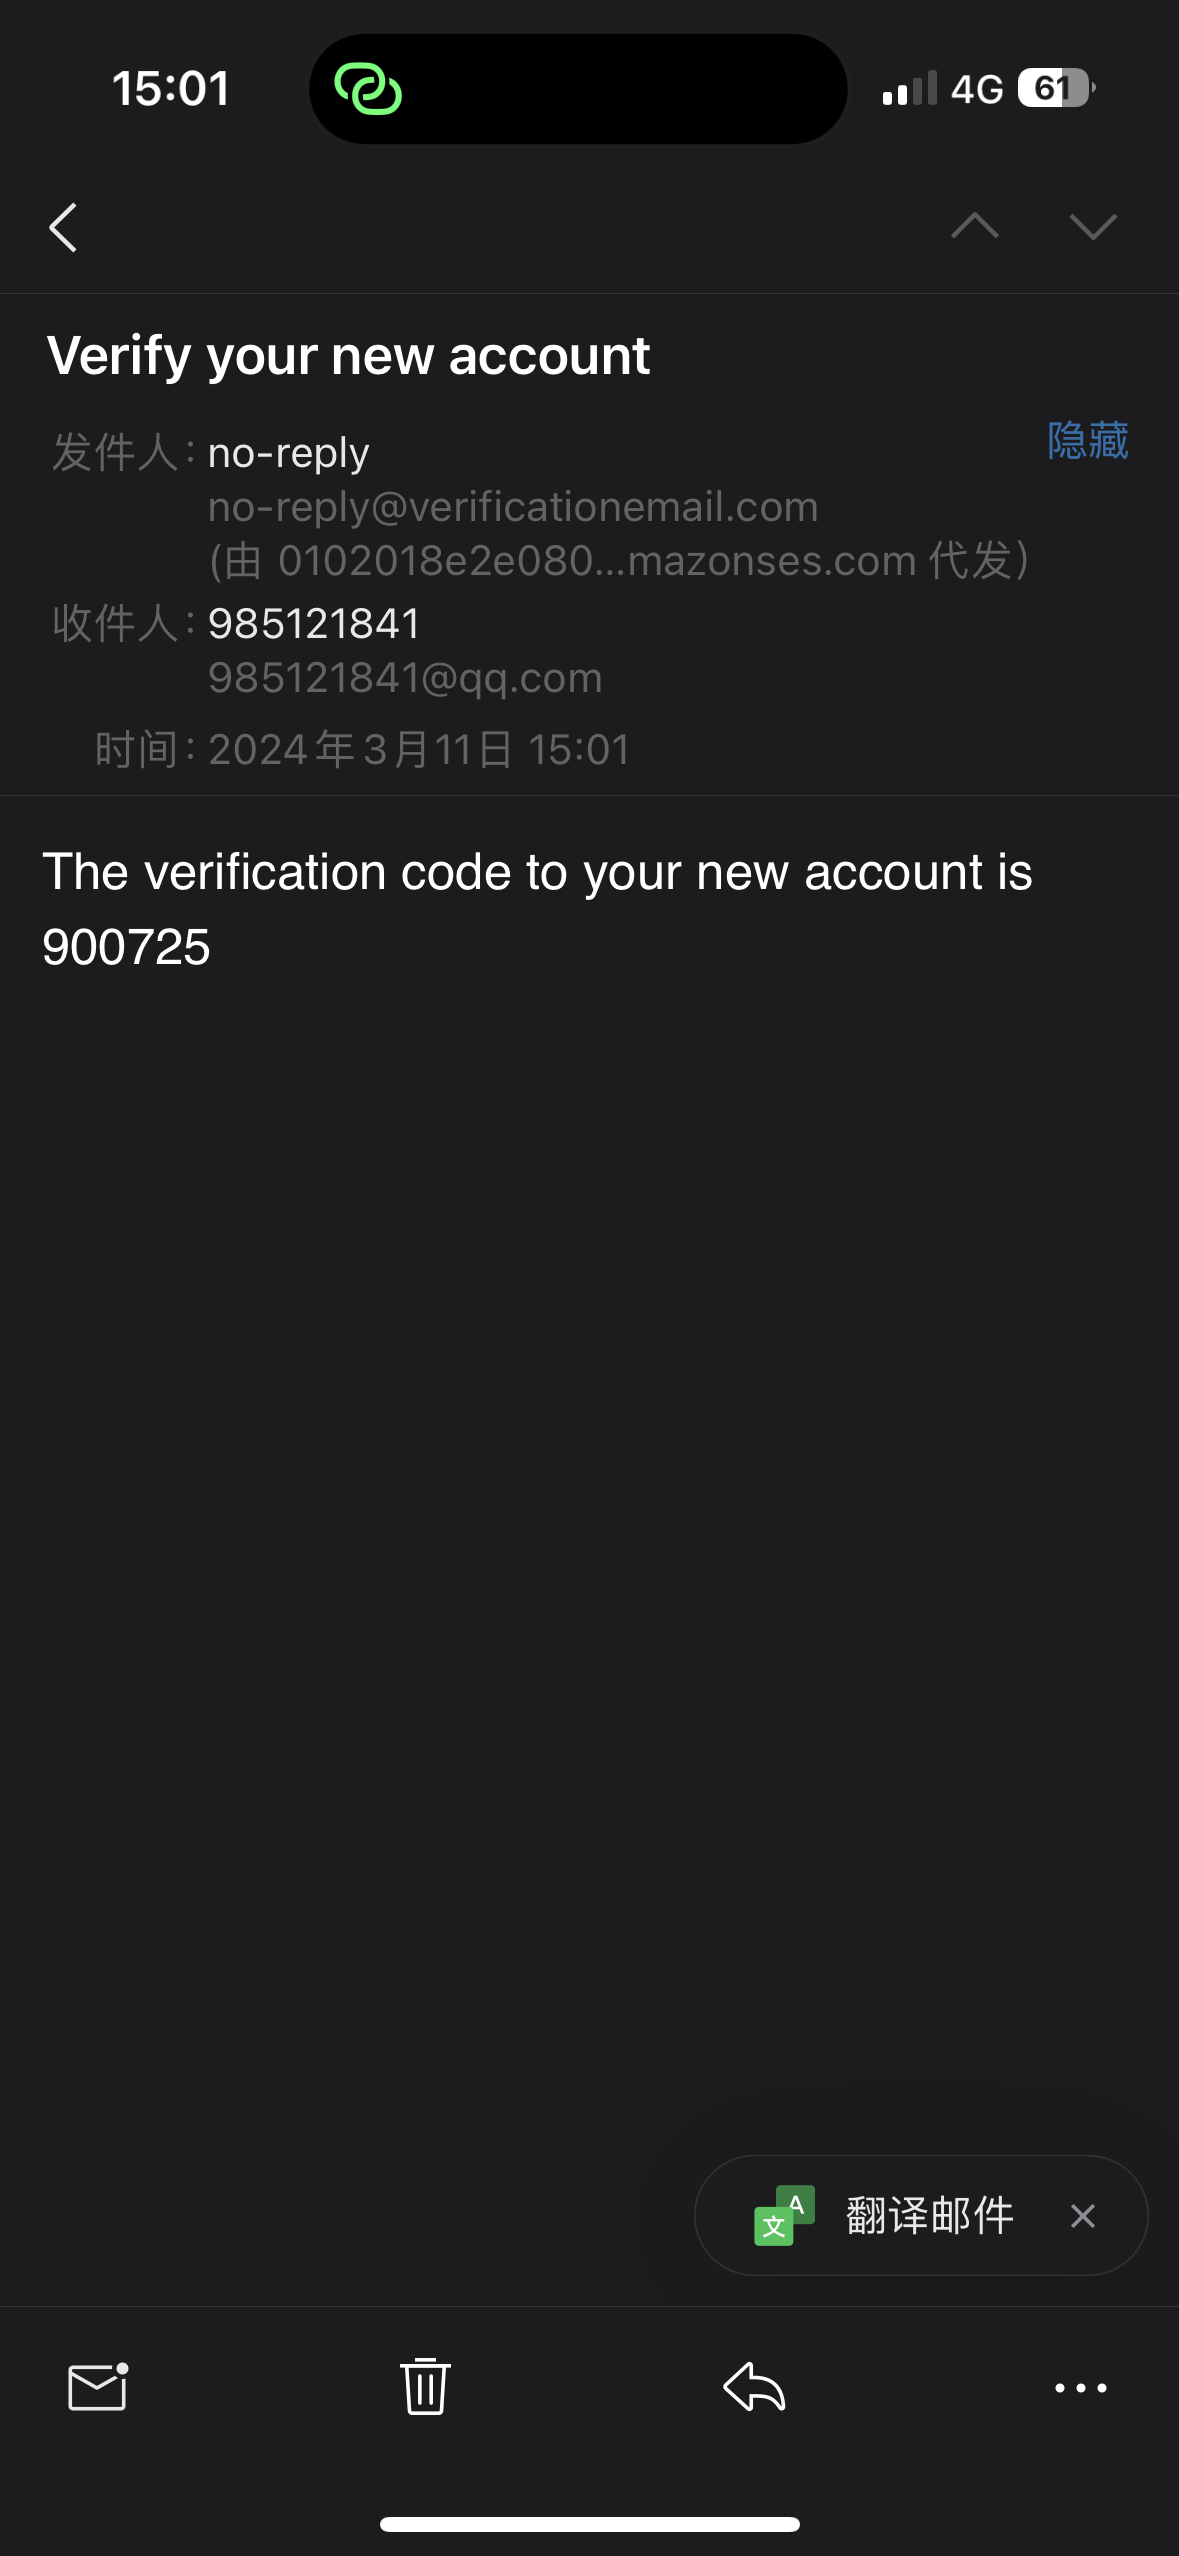 15:01 4G 61
Verify your new account
发件人: no-reply 隐藏
no-reply@verificationemail.com
(由 0102018e2e080...mazonses.com 代发)
收件人: 985121841
985121841@qq.com
时间: 2024年3月11日 15:01
The verification code to your new account is
900725
文 A 翻译邮件